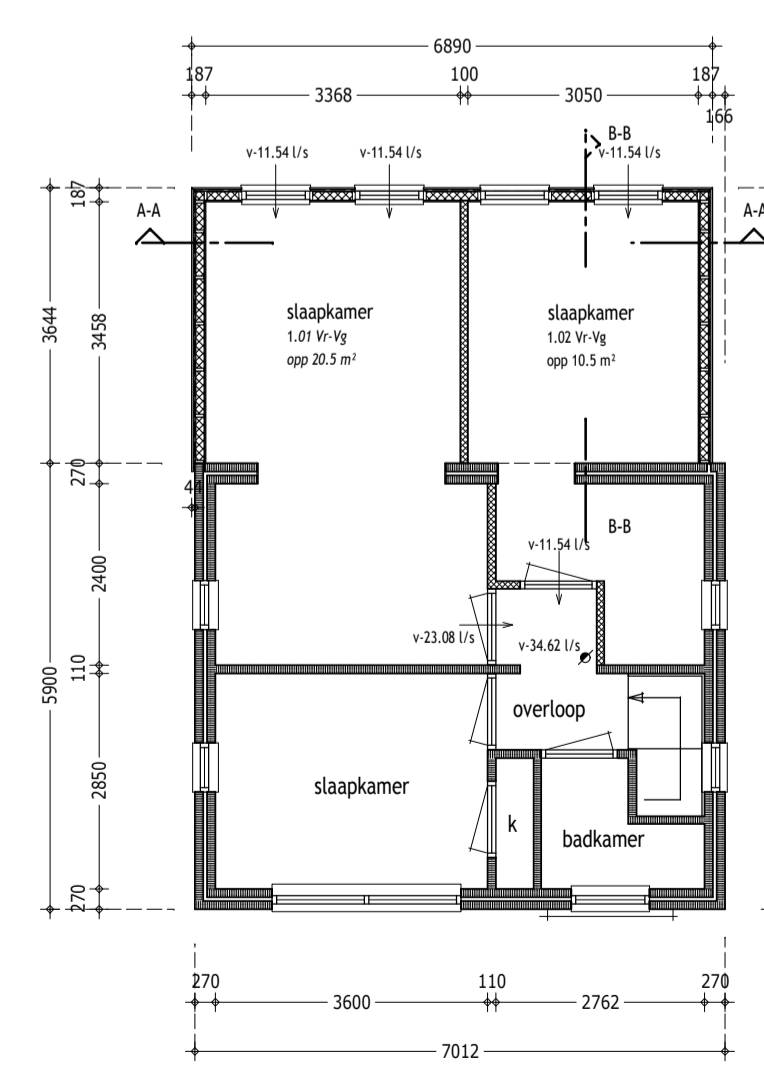 6890
187 100 187
3368 3050
166
B-B
v-11.54 l/s v-11.54 l/s v-11.54 l/s
187
A-A A-A
slaapkamer
1.01 Vr-Vg
opp 20.5 m²
slaapkamer
1.02 Vr-Vg
opp 10.5 m²
3644
3458
270
44
B-B
v-11.54 l/s
2400
v-23.08 l/s
v-34.62 l/s
110
5900
overloop
slaapkamer
2850
k
badkamer
270
270 110 270
3600 2762
7012